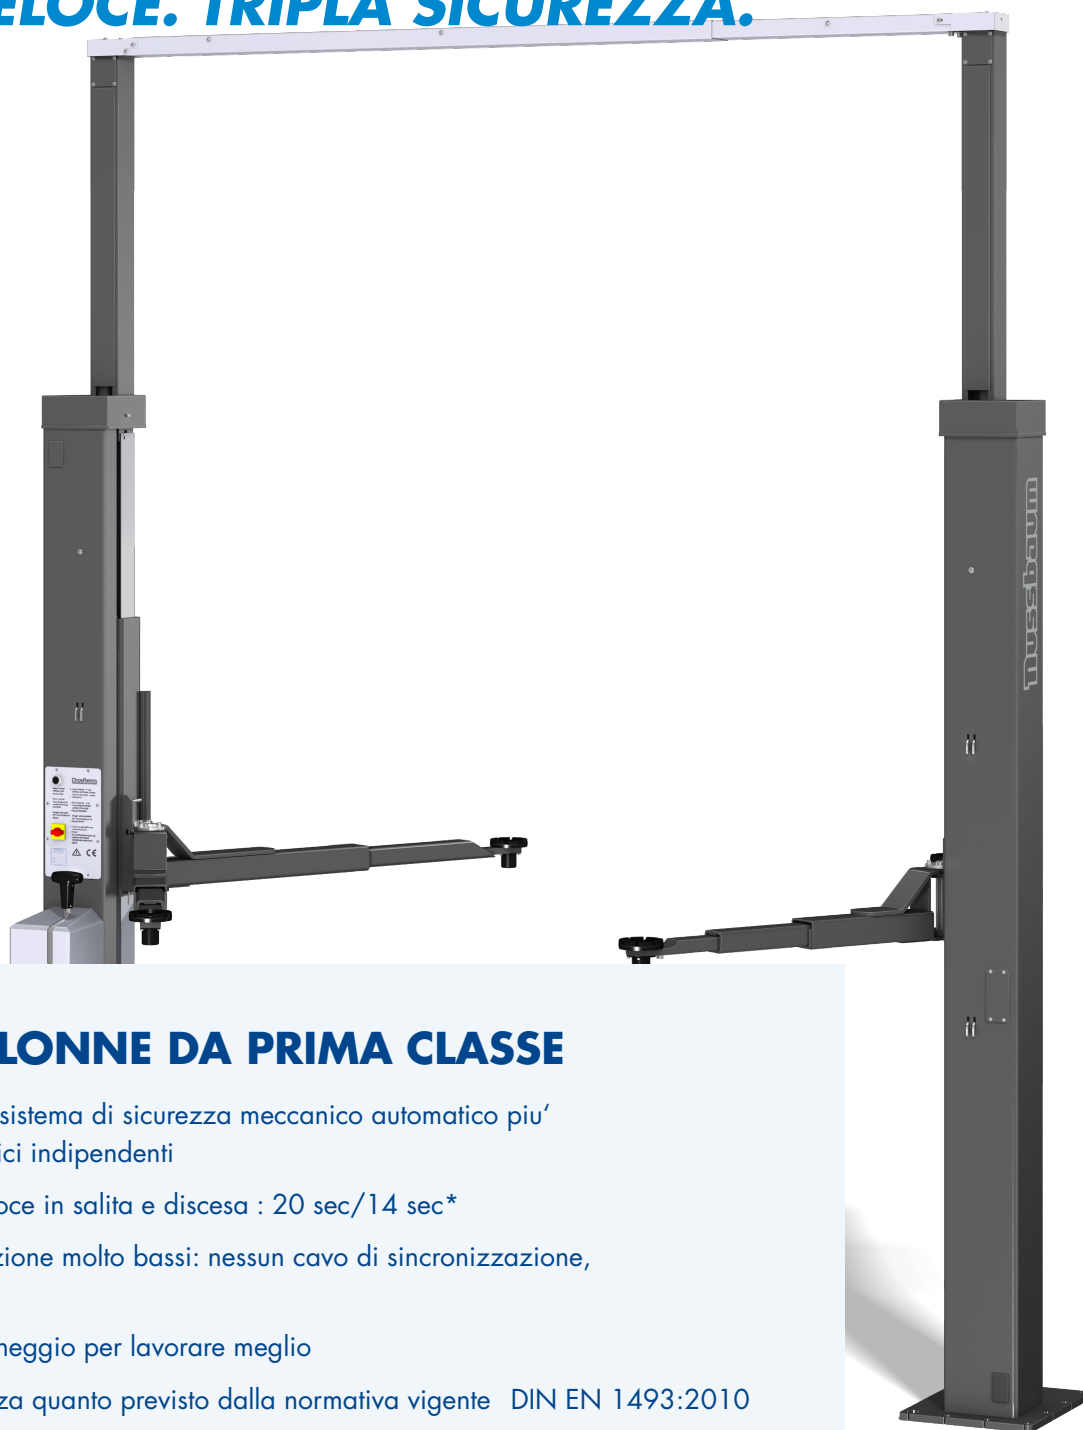 ELOCE. TRIPLA SICUREZZA.
nussbaum
nussbaum
LONNE DA PRIMA CLASSE
sistema di sicurezza meccanico automatico piu‘
ici indipendenti
oce in salita e discesa : 20 sec/14 sec*
zione molto bassi: nessun cavo di sincronizzazione,
neggio per lavorare meglio
za quanto previsto dalla normativa vigente DIN EN 1493:2010